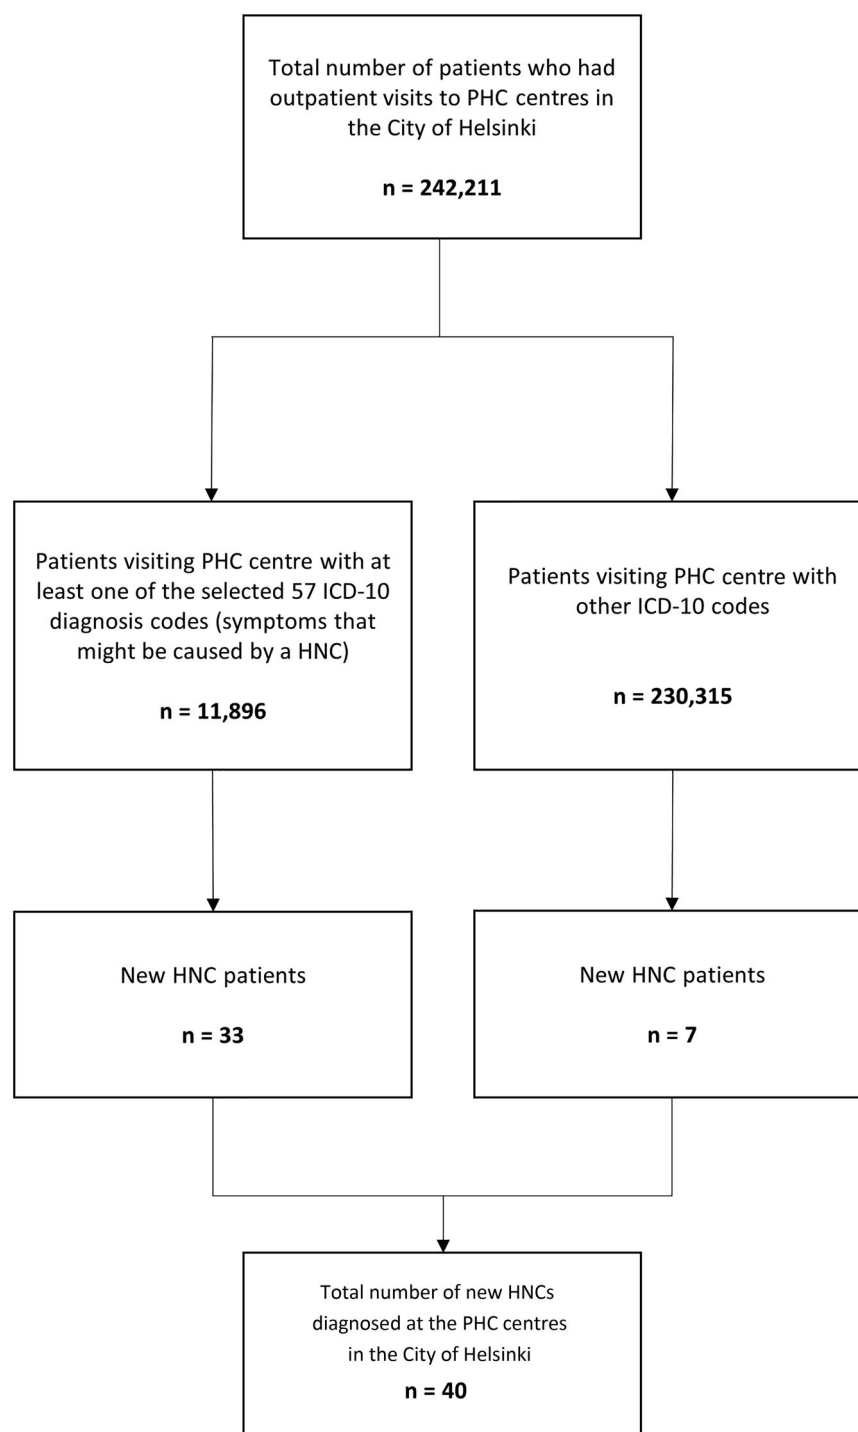 Total number of patients who had
outpatient visits to PHC centres in
the City of Helsinki
n = 242,211
Patients visiting PHC centre with at
least one of the selected 57 ICD-10
diagnosis codes (symptoms that
might be caused by a HNC)
n = 11,896
Patients visiting PHC centre with
other ICD-10 codes
n = 230,315
New HNC patients
n = 33
New HNC patients
n = 7
Total number of new HNCs
diagnosed at the PHC centres
in the City of Helsinki
n = 40